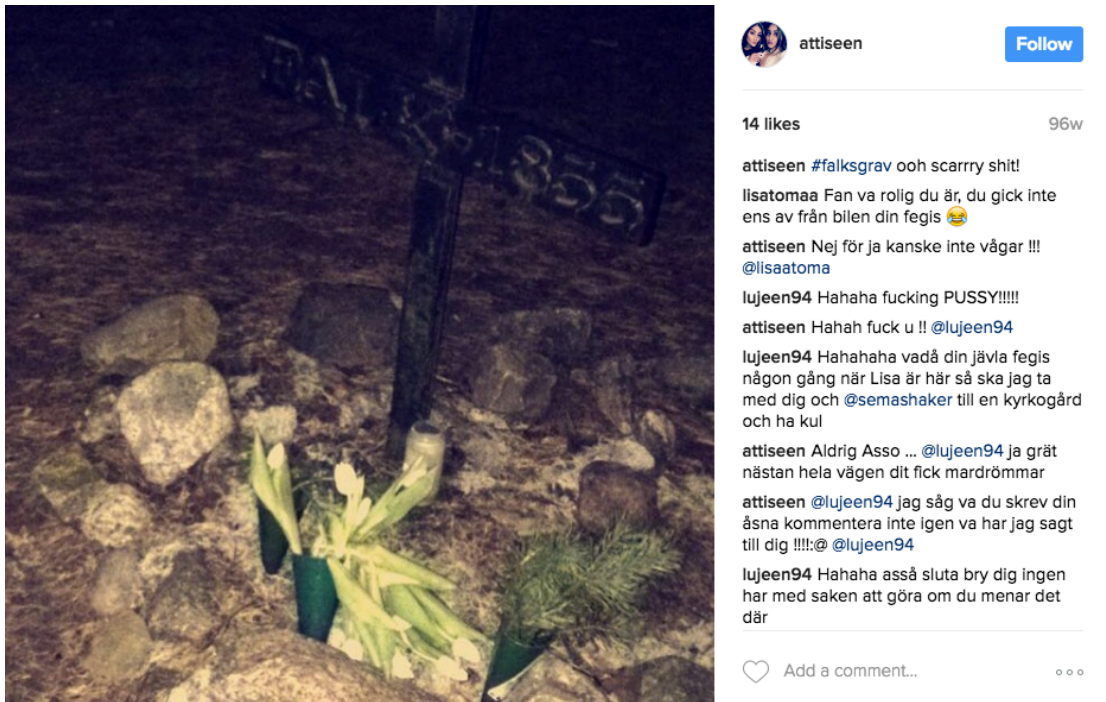 1855
attiseen
Follow
14 likes
96w
attiseen #falksgrav ooh scarrry shit!
lisatomaa Fan va rolig du är, du gick inte
ens av från bilen din fegis 😂
attiseen Nej för ja kanske inte vågar !!!
@lisaatoma
lujeen94 Hahaha fucking PUSSY!!!!!
attiseen Hahah fuck u !! @lujeen94
lujeen94 Hahahaha vadå din jävla fegis
någon gång när Lisa är här så ska jag ta
med dig och @semashaker till en kyrkogård
och ha kul
attiseen Aldrig Asso ... @lujeen94 ja grät
nästan hela vägen dit fick mardrömmar
attiseen @lujeen94 jag såg va du skrev din
åsna kommentera inte igen va har jag sagt
till dig !!!!:@ @lujeen94
lujeen94 Hahaha asså sluta bry dig ingen
har med saken att göra om du menar det
där
Add a comment...